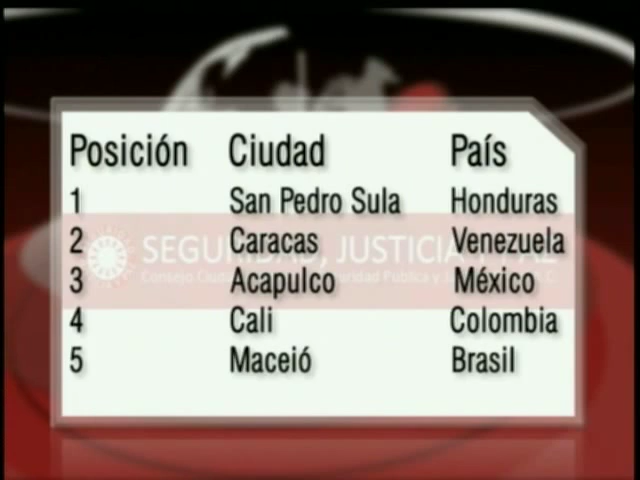 Posición Ciudad País
1 San Pedro Sula Honduras
2 Caracas Venezuela
SEGURIDAD, JUSTICIA Y PAZ
3 Acapulco México
4 Cali Colombia
5 Maceió Brasil